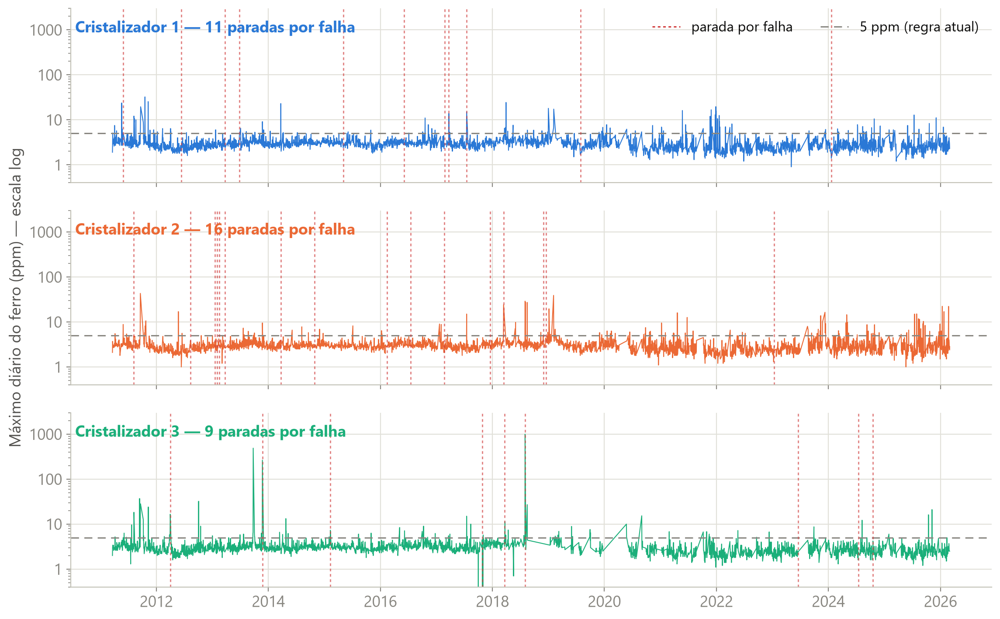 Máximo diário do ferro (ppm) — escala log
Cristalizador 1 — 11 paradas por falha
parada por falha
5 ppm (regra atual)
1000
100
10
1
Cristalizador 2 — 16 paradas por falha
1000
100
10
1
Cristalizador 3 — 9 paradas por falha
1000
100
10
1
2012 2014 2016 2018 2020 2022 2024 2026